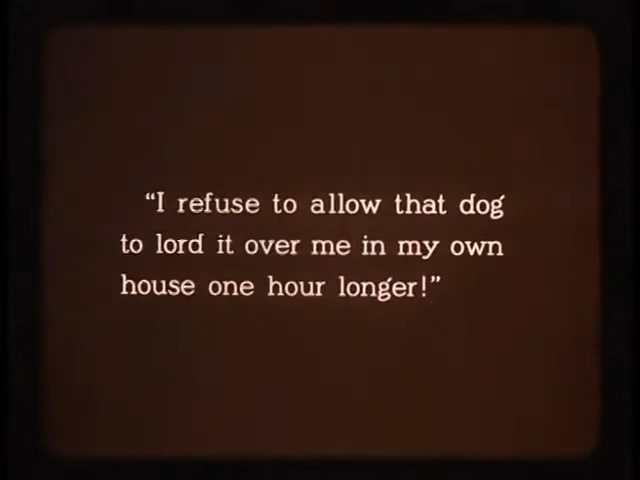 “I refuse to allow that dog
to lord it over me in my own
house one hour longer!”